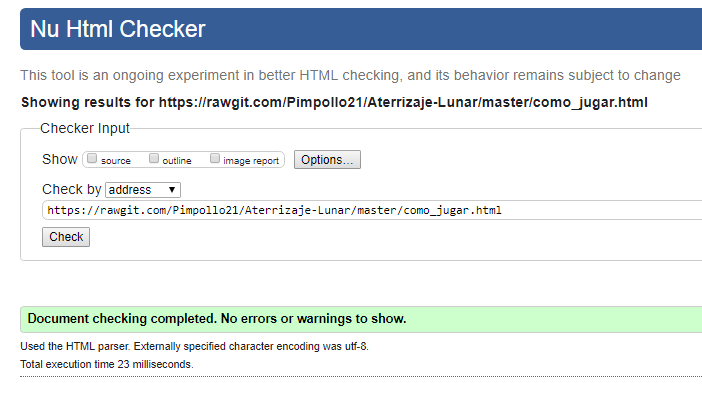 Nu Html Checker
This tool is an ongoing experiment in better HTML checking, and its behavior remains subject to change
Showing results for https://rawgit.com/Pimpollo21/Aterrizaje-Lunar/master/como_jugar.html
Checker Input
Show source outline image report Options...
Check by address
https://rawgit.com/Pimpollo21/Aterrizaje-Lunar/master/como_jugar.html
Check
Document checking completed. No errors or warnings to show.
Used the HTML parser. Externally specified character encoding was utf-8.
Total execution time 23 milliseconds.